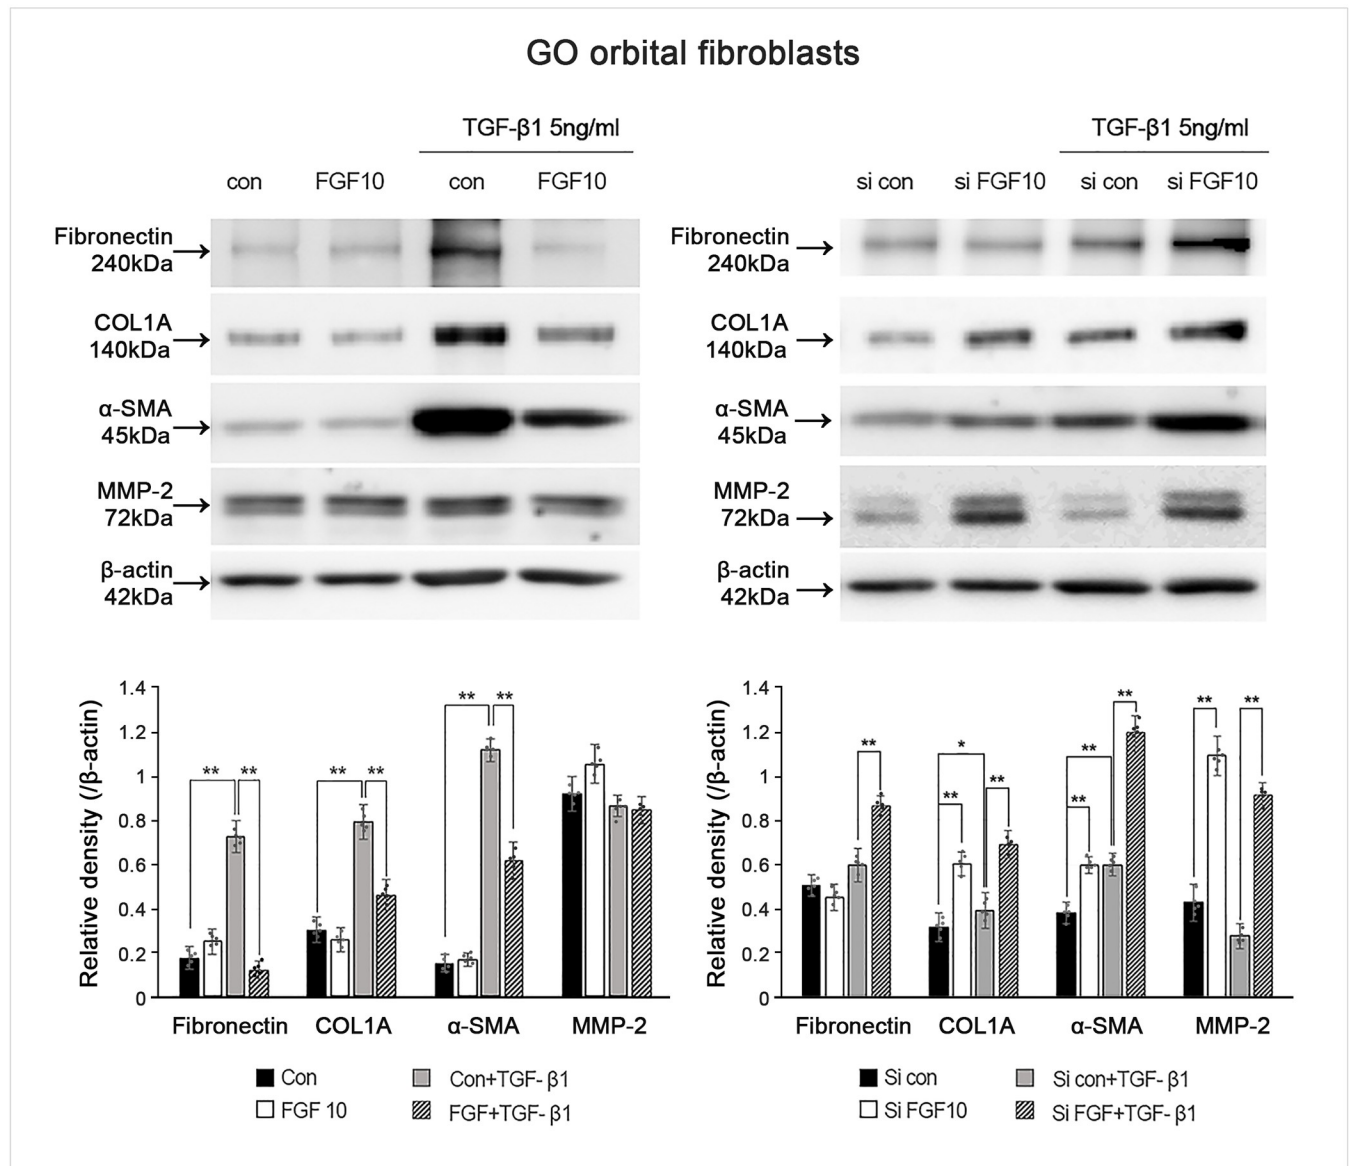 GO orbital fibroblasts
TGF-β1 5ng/ml
con FGF10 con FGF10
Fibronectin
240kDa
COL1A
140kDa
α-SMA
45kDa
MMP-2
72kDa
β-actin
42kDa
TGF-β1 5ng/ml
si con si FGF10 si con si FGF10
Fibronectin
240kDa
COL1A
140kDa
α-SMA
45kDa
MMP-2
72kDa
β-actin
42kDa
Relative density (/β-actin)
1.4
1.2
1
0.8
0.6
0.4
0.2
0
** **
** **
** **
Fibronectin COL1A α-SMA MMP-2
Con
Con+TGF- β1
FGF 10
FGF+TGF- β1
Relative density (/β-actin)
1.4
1.2
1
0.8
0.6
0.4
0.2
0
**
*
** **
**
** **
** **
Fibronectin COL1A α-SMA MMP-2
Si con
Si con+TGF- β1
Si FGF10
Si FGF+TGF- β1